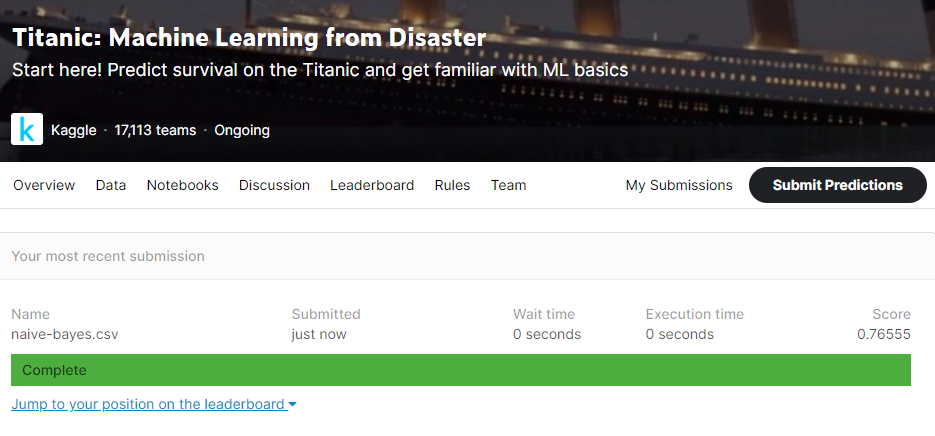 Titanic: Machine Learning from Disaster
Start here! Predict survival on the Titanic and get familiar with ML basics
k Kaggle · 17,113 teams · Ongoing
Overview Data Notebooks Discussion Leaderboard Rules Team My Submissions Submit Predictions
Your most recent submission
Name Submitted Wait time Execution time Score
naive-bayes.csv just now 0 seconds 0 seconds 0.76555
Complete
Jump to your position on the leaderboard